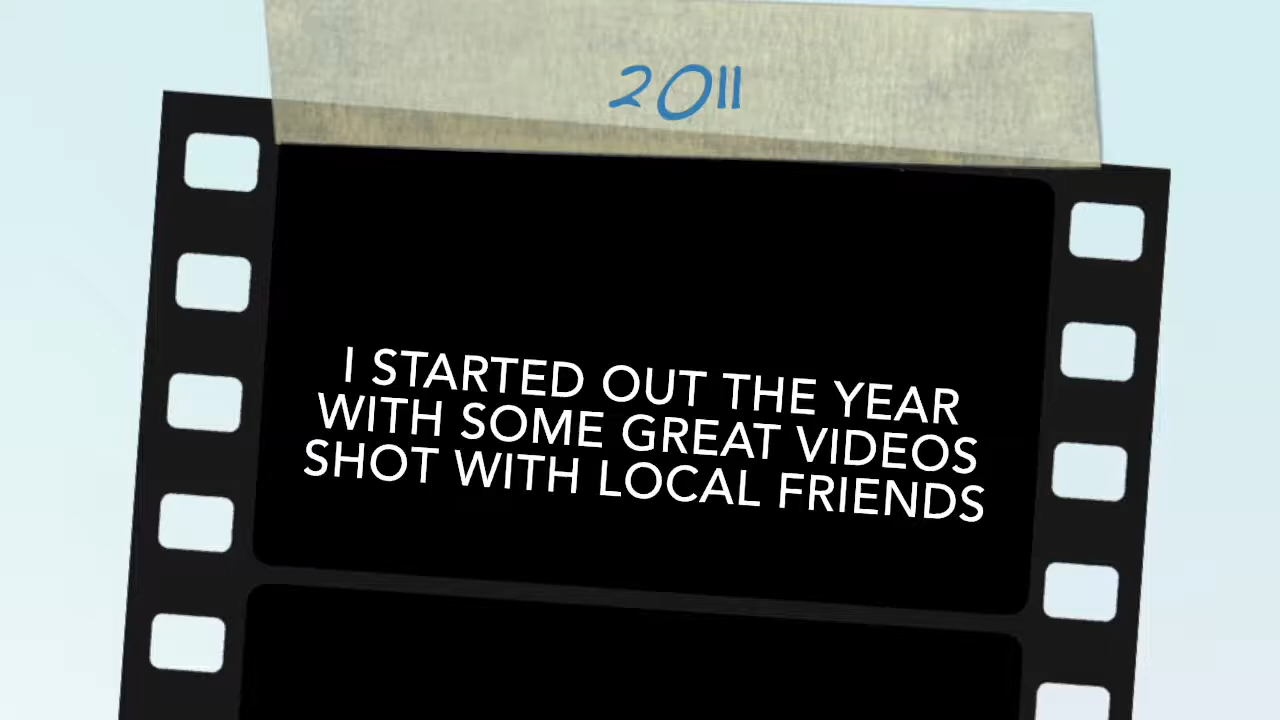 2011
I STARTED OUT THE YEAR
WITH SOME GREAT VIDEOS
SHOT WITH LOCAL FRIENDS